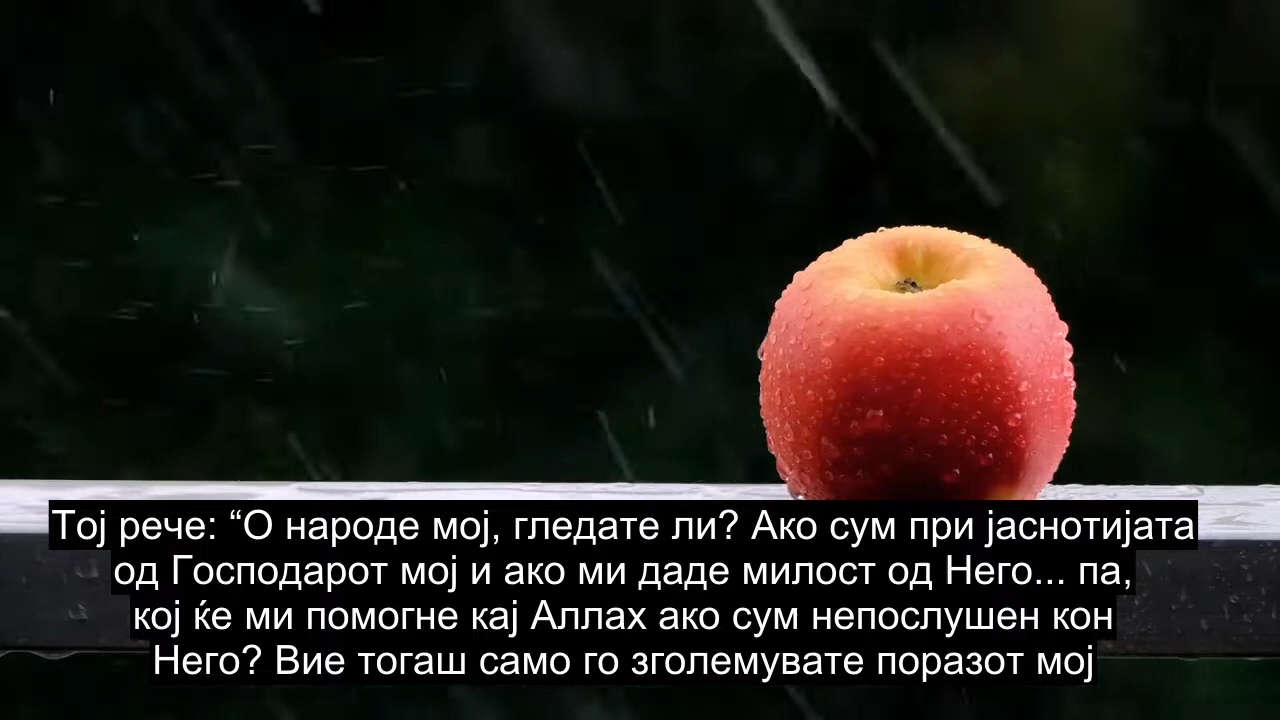 Тој рече: “О народе мој, гледате ли? Ако сум при јаснотијата
од Господарот мој и ако ми даде милост од Него... па,
кој ќе ми помогне кај Аллах ако сум непослушен кон
Него? Вие тогаш само го зголемувате поразот мој